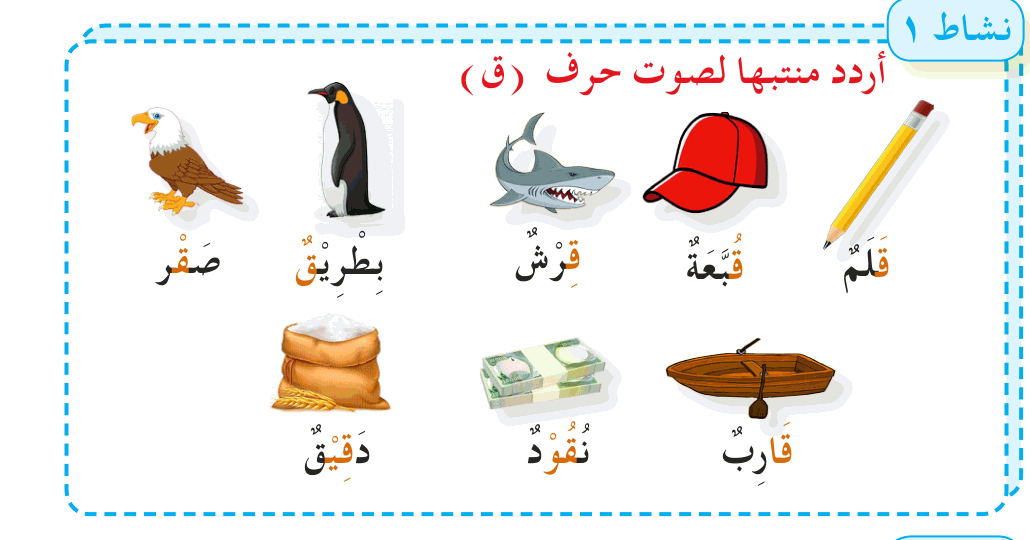 نشاط ١
أردد منتبها لصوت حرف (ق)
قَلَمٌ قُبَّعَةٌ قِرْشٌ بِطْرِيْقٌ صَقْر
قَارِبٌ نُقُوْدٌ دَقِيْقٌ